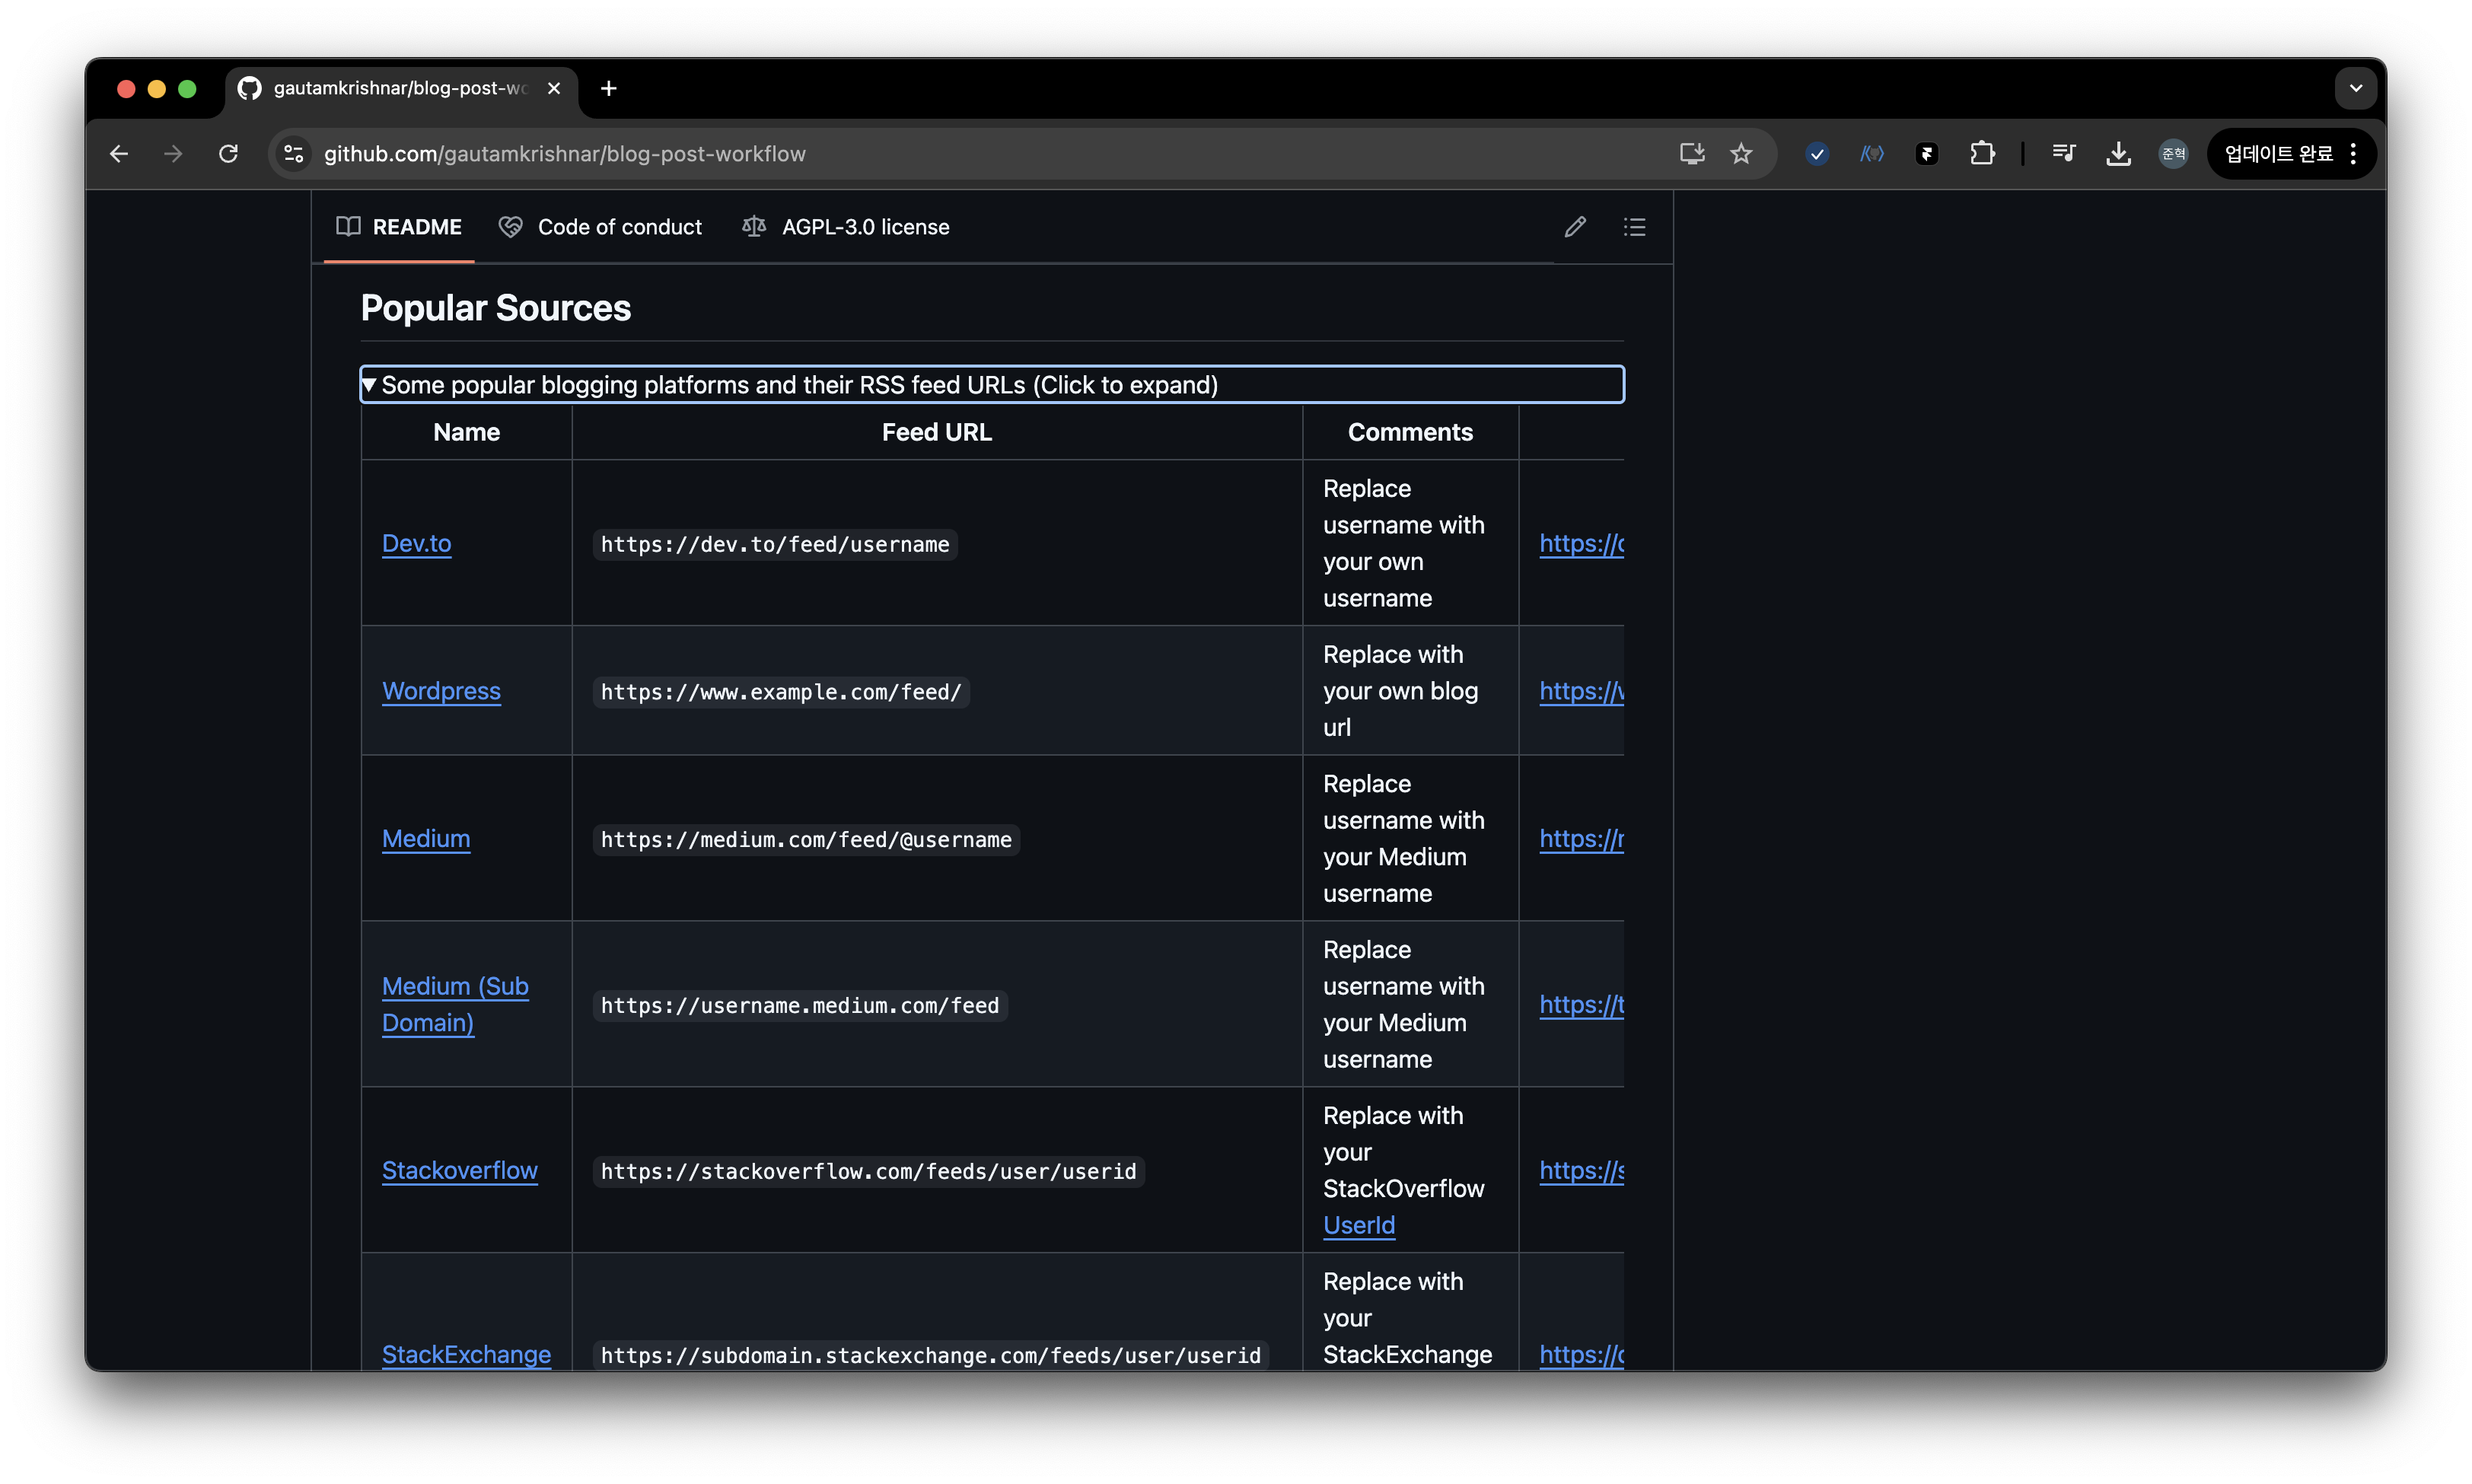 gautamkrishnar/blog-post-wo
github.com/gautamkrishnar/blog-post-workflow
준혁
업데이트 완료
README
Code of conduct
AGPL-3.0 license
Popular Sources
Some popular blogging platforms and their RSS feed URLs (Click to expand)
Name
Feed URL
Comments
Dev.to
https://dev.to/feed/username
Replace
username with
your own
username
https://
Wordpress
https://www.example.com/feed/
Replace with
your own blog
url
https://
Medium
https://medium.com/feed/@username
Replace
username with
your Medium
username
https://
Medium (Sub
Domain)
https://username.medium.com/feed
Replace
username with
your Medium
username
https://t
Stackoverflow
https://stackoverflow.com/feeds/user/userid
Replace with
your
StackOverflow
UserId
https://s
StackExchange
https://subdomain.stackexchange.com/feeds/user/userid
Replace with
your
StackExchange
https://